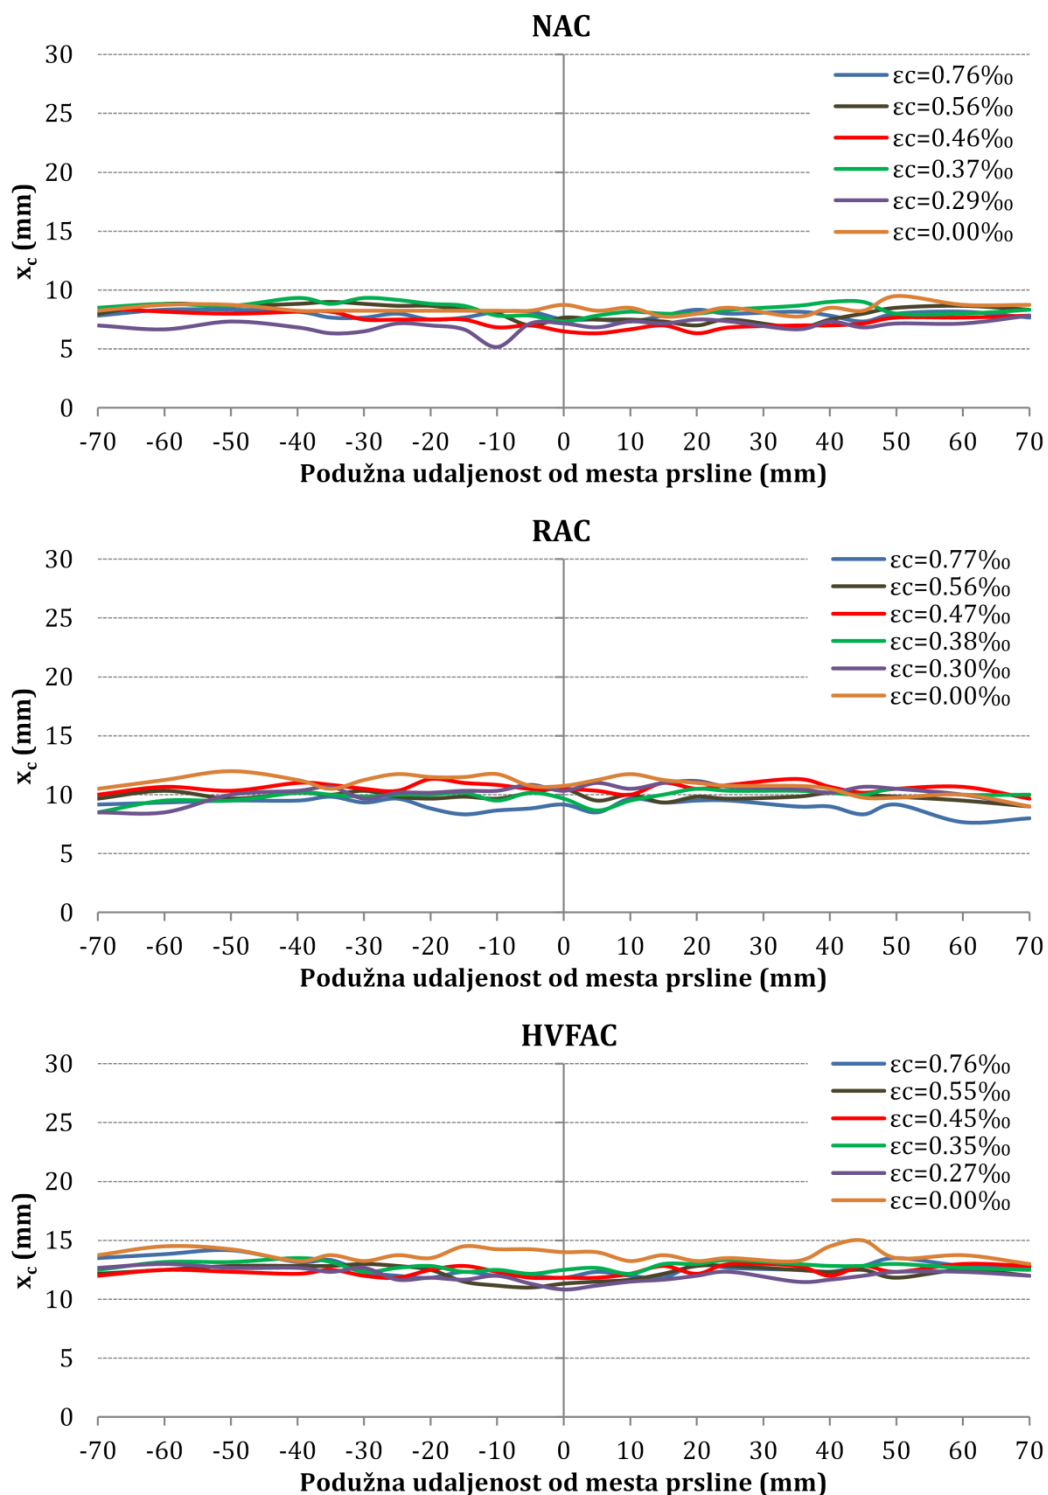 NAC
30
25
20
15
10
5
0
x_c (mm)
εc=0.76‰
εc=0.56‰
εc=0.46‰
εc=0.37‰
εc=0.29‰
εc=0.00‰
-70 -60 -50 -40 -30 -20 -10 0 10 20 30 40 50 60 70
Podužna udaljenost od mesta prsline (mm)
RAC
30
25
20
15
10
5
0
x_c (mm)
εc=0.77‰
εc=0.56‰
εc=0.47‰
εc=0.38‰
εc=0.30‰
εc=0.00‰
-70 -60 -50 -40 -30 -20 -10 0 10 20 30 40 50 60 70
Podužna udaljenost od mesta prsline (mm)
HVFAC
30
25
20
15
10
5
0
x_c (mm)
εc=0.76‰
εc=0.55‰
εc=0.45‰
εc=0.35‰
εc=0.27‰
εc=0.00‰
-70 -60 -50 -40 -30 -20 -10 0 10 20 30 40 50 60 70
Podužna udaljenost od mesta prsline (mm)